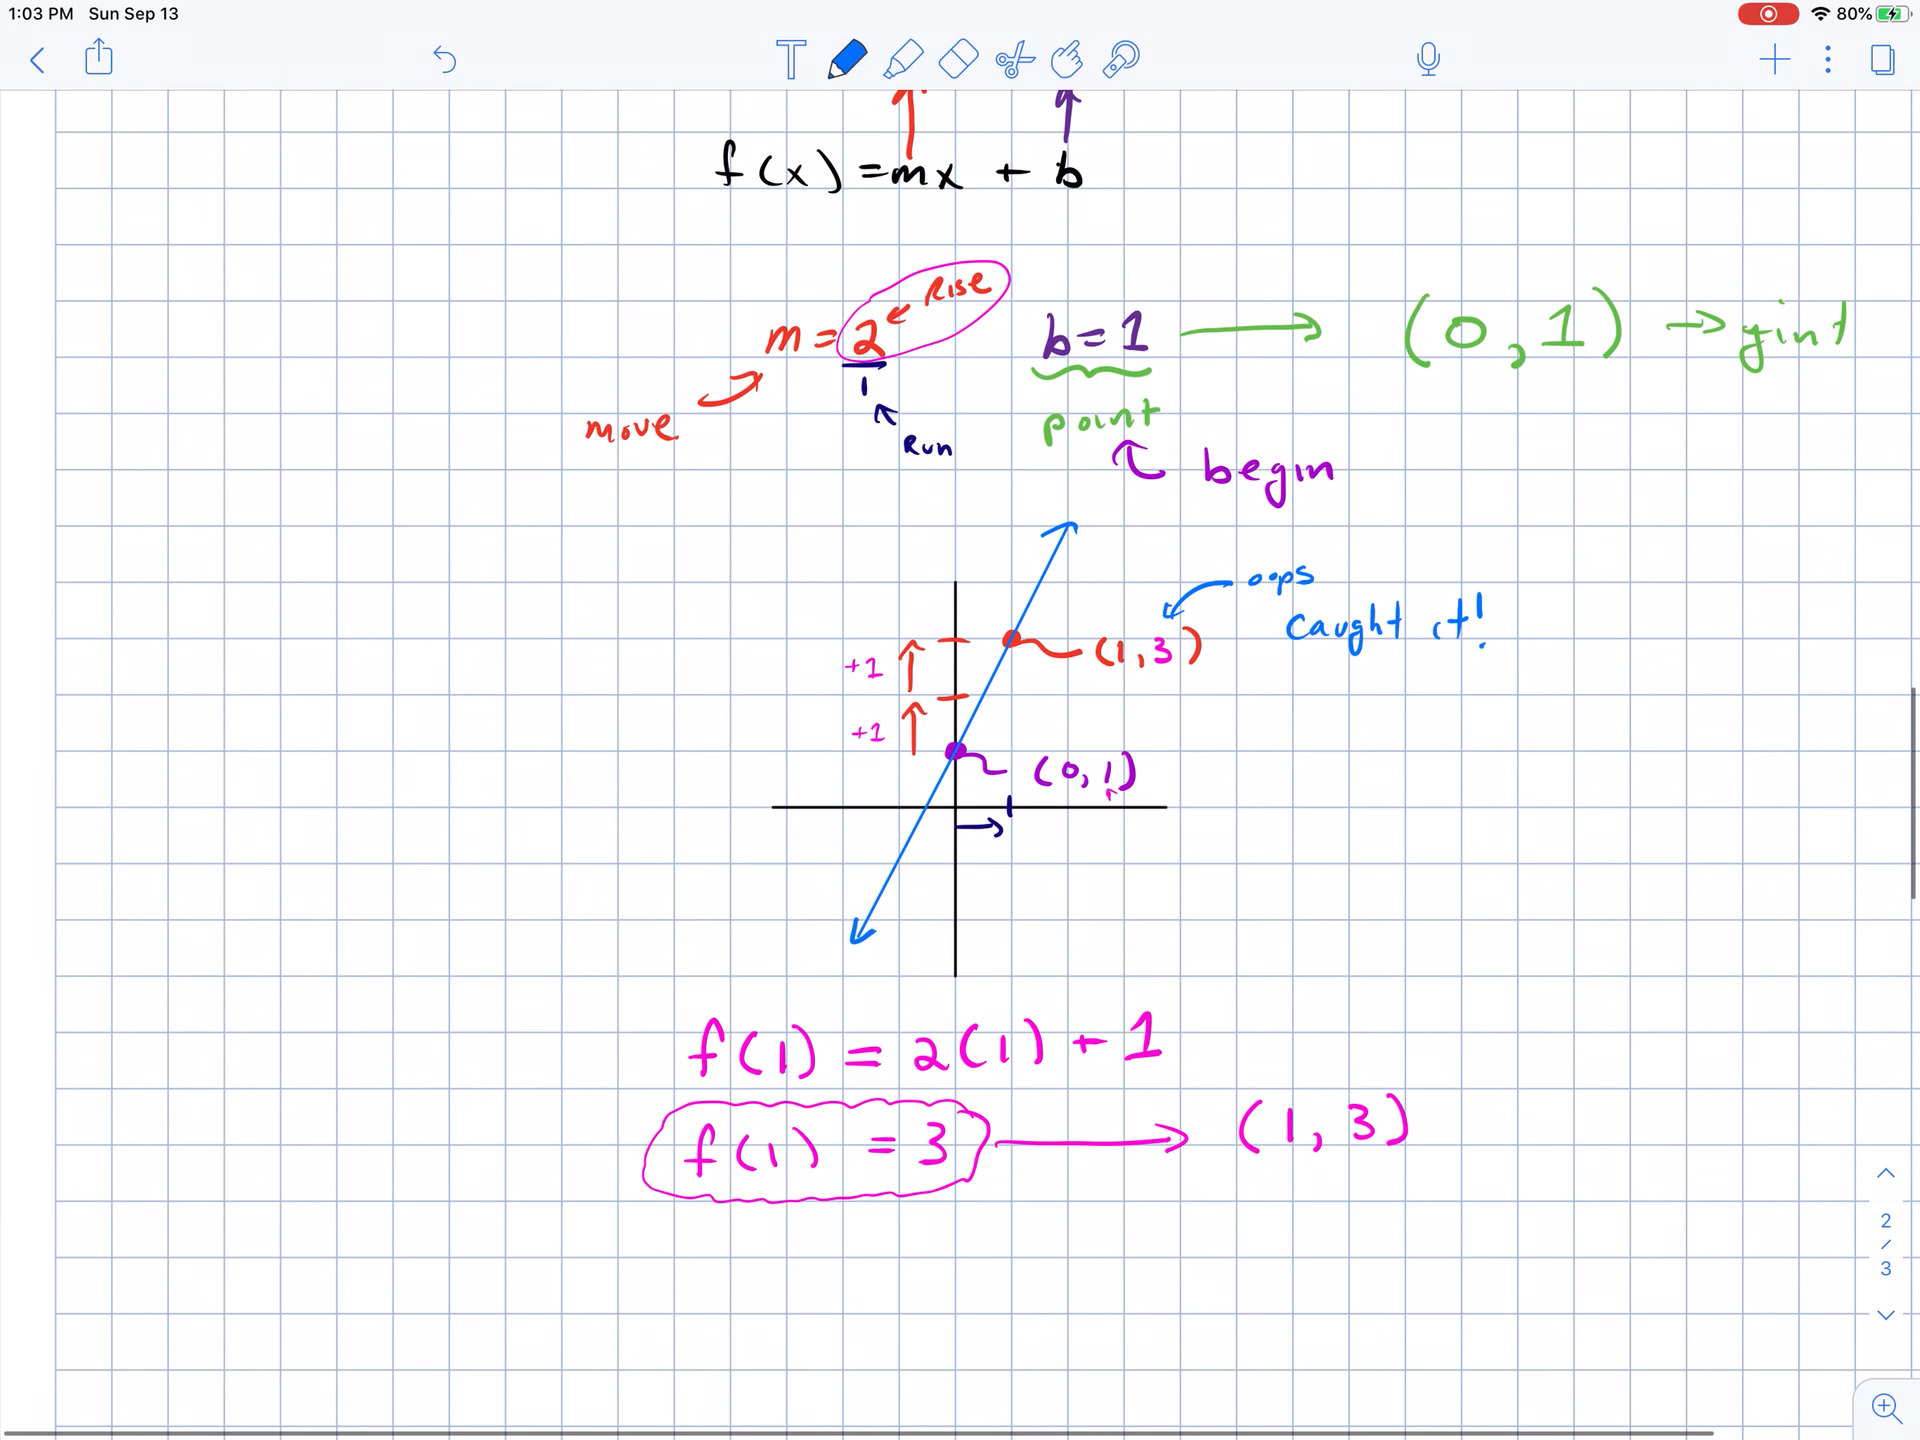 1:03 PM Sun Sep 13
80%
f(x) = mx + b
m = 2 ← Rise
1
Run
move
b = 1 → (0, 1) → yint
point
begin
oops
Caught it!
(1, 3)
+1
+1
(0, 1)
f(1) = 2(1) + 1
f(1) = 3 → (1, 3)
2
/
3